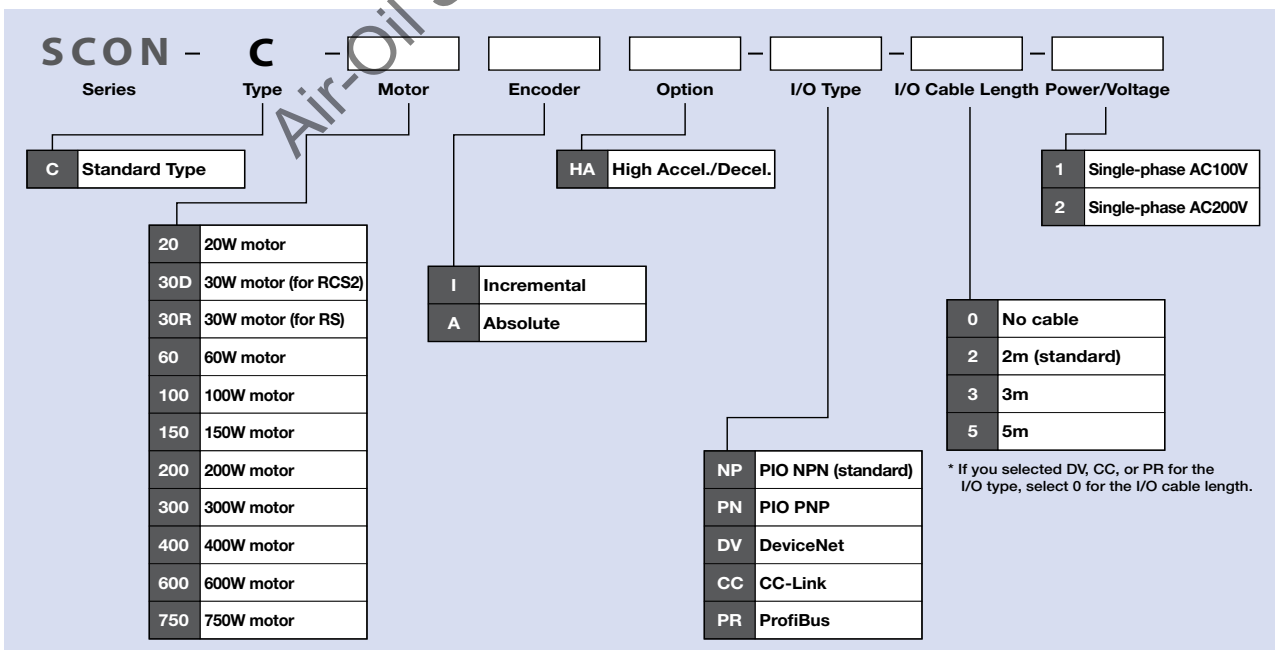 SCON - C - - - -
Series Type Motor Encoder Option I/O Type I/O Cable Length Power/Voltage
C Standard Type
HA High Accel./Decel.
1 Single-phase AC100V
2 Single-phase AC200V
20 20W motor
30D 30W motor (for RCS2)
30R 30W motor (for RS)
60 60W motor
100 100W motor
150 150W motor
200 200W motor
300 300W motor
400 400W motor
600 600W motor
750 750W motor
I Incremental
A Absolute
NP PIO NPN (standard)
PN PIO PNP
DV DeviceNet
CC CC-Link
PR ProfiBus
0 No cable
2 2m (standard)
3 3m
5 5m
* If you selected DV, CC, or PR for the
I/O type, select 0 for the I/O cable length.
Air-Oil